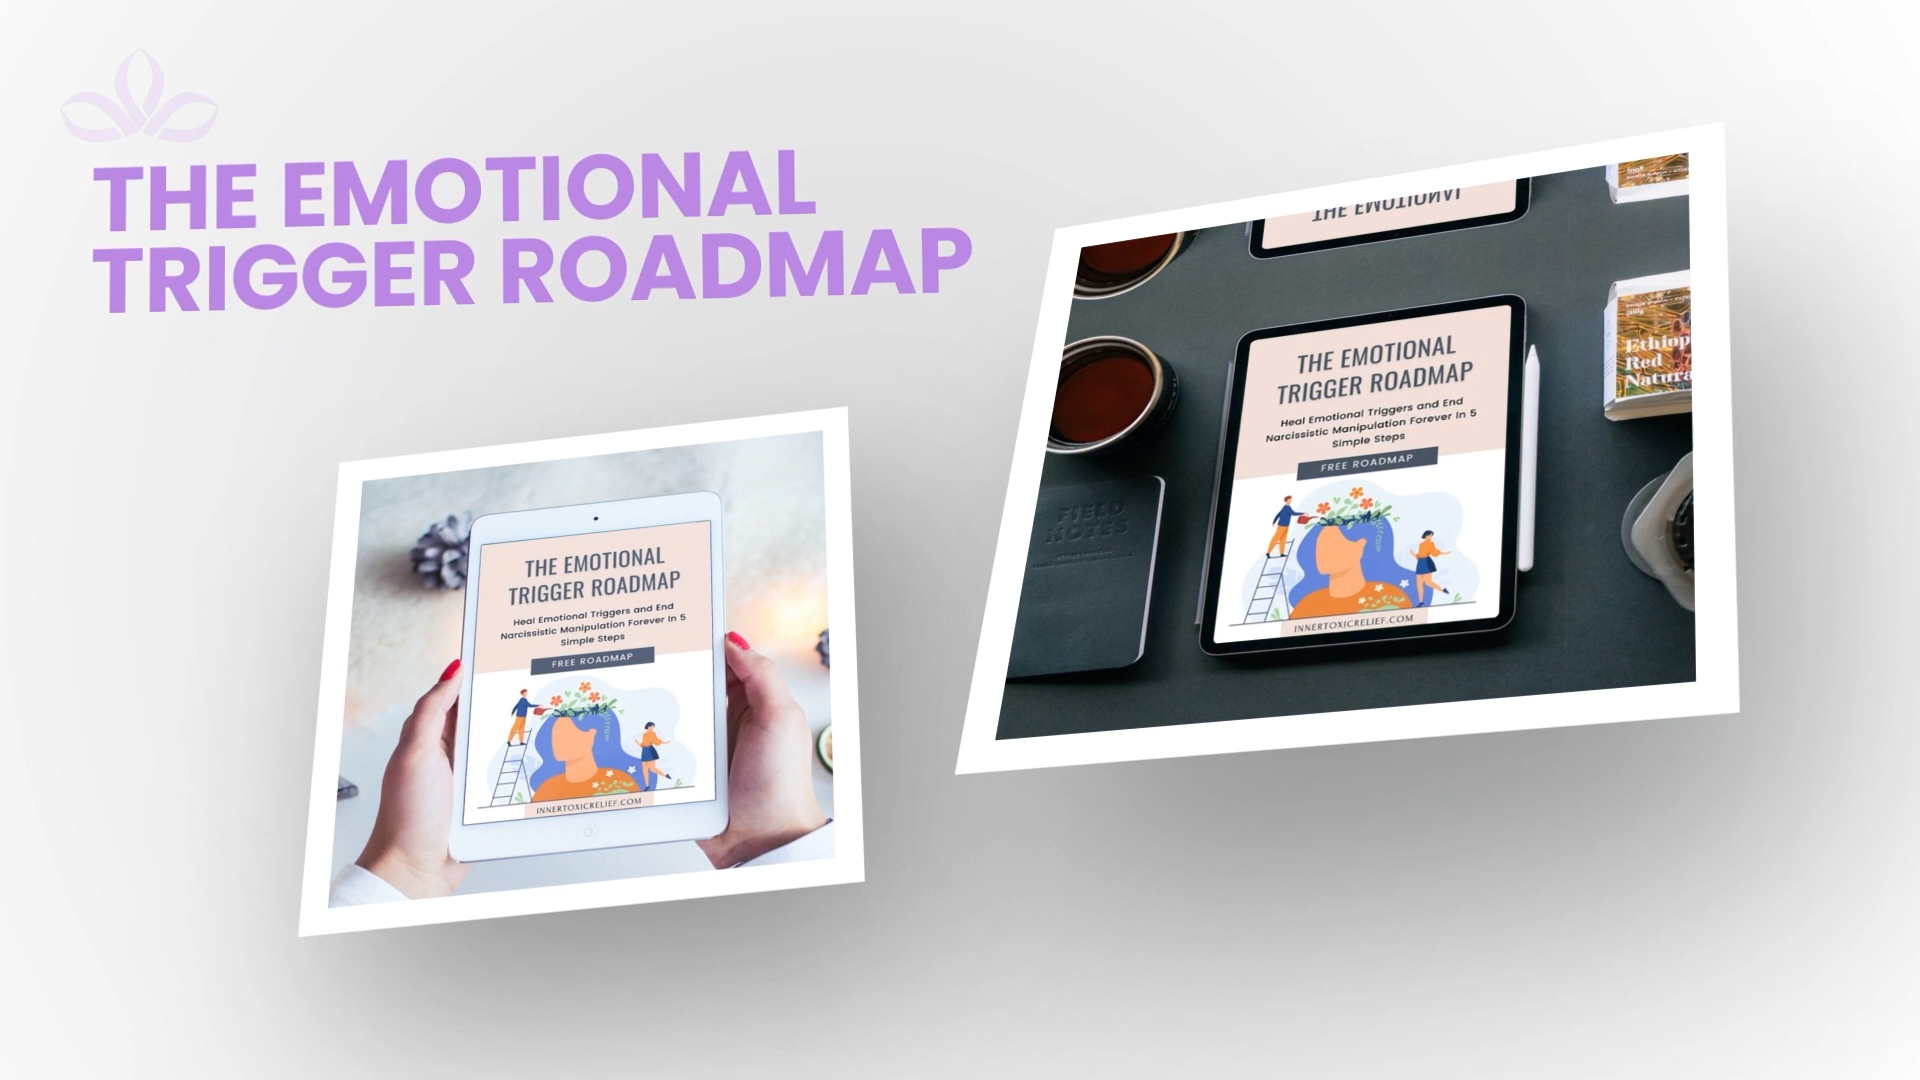 THE EMOTIONAL
TRIGGER ROADMAP
THE EMOTIONAL
TRIGGER ROADMAP
Heal Emotional Triggers and End
Narcissistic Manipulation Forever In 5
Simple Steps
FREE ROADMAP
INNERTOXICRELIEF.COM
THE EMOTIONAL
THE EMOTIONAL
TRIGGER ROADMAP
Heal Emotional Triggers and End
Narcissistic Manipulation Forever In 5
Simple Steps
FREE ROADMAP
INNERTOXICRELIEF.COM
FIELD
NOTES
Red